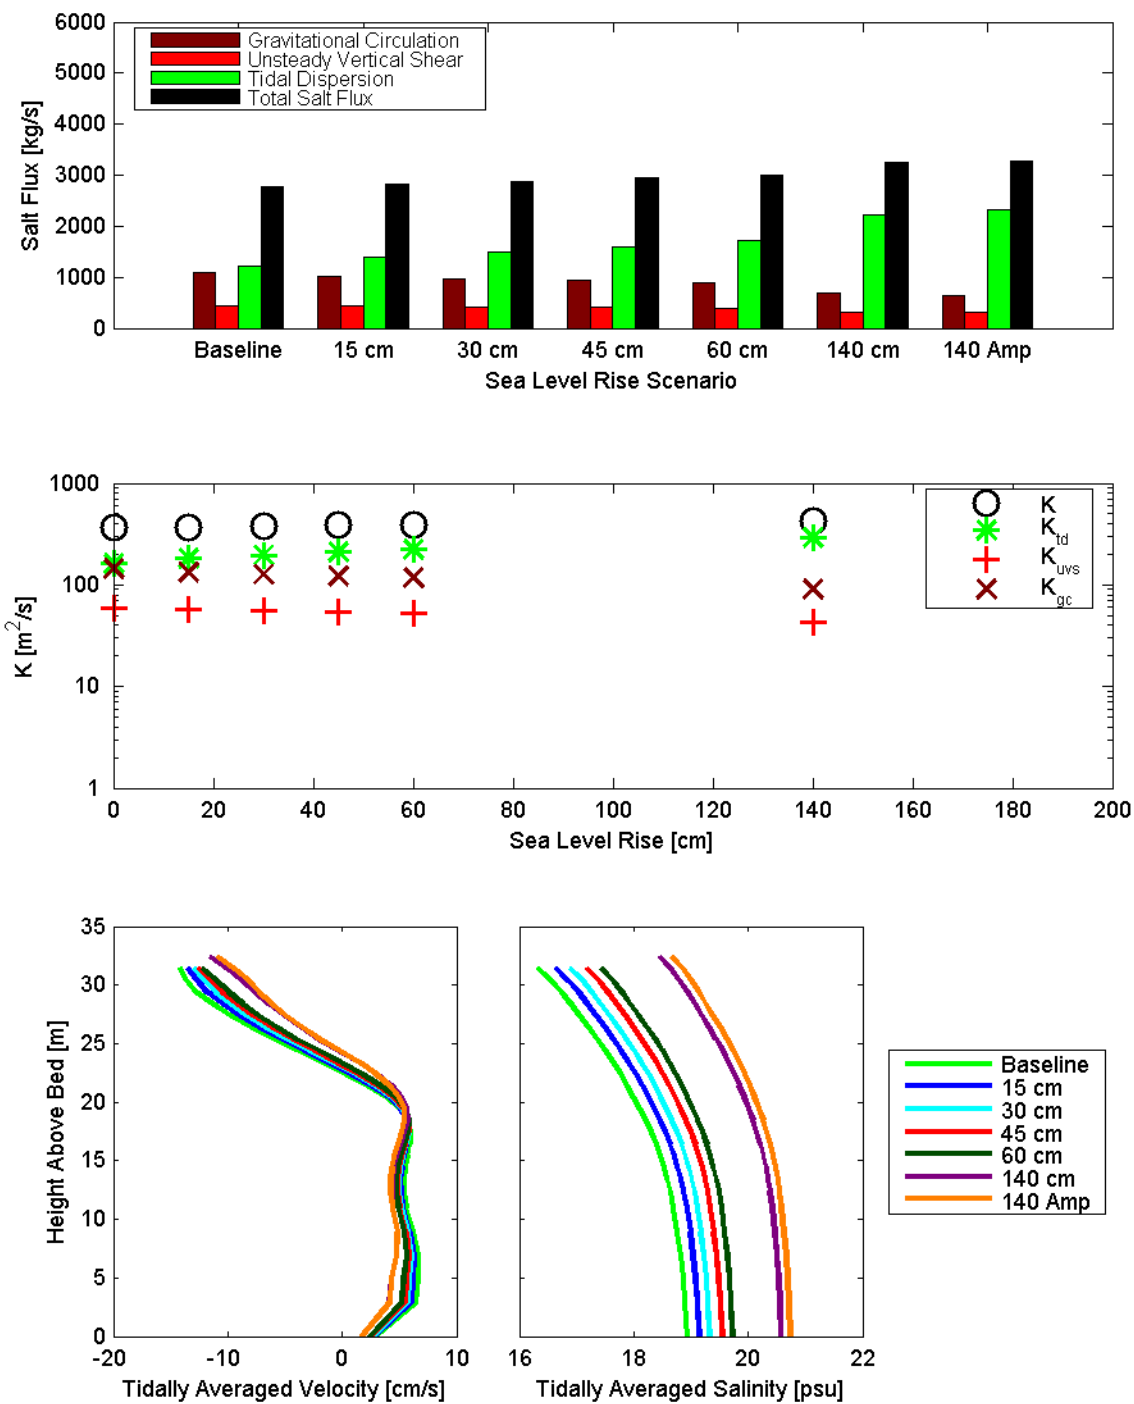 6000
5000
4000
3000
2000
1000
0
Salt Flux [kg/s]
Gravitational Circulation
Unsteady Vertical Shear
Tidal Dispersion
Total Salt Flux
Baseline 15 cm 30 cm 45 cm 60 cm 140 cm 140 Amp
Sea Level Rise Scenario
1000
100
10
1
K [m²/s]
K
K_td
K_uvs
K_gc
0 20 40 60 80 100 120 140 160 180 200
Sea Level Rise [cm]
35
30
25
20
15
10
5
0
Height Above Bed [m]
-20 -10 0 10
Tidally Averaged Velocity [cm/s]
16 18 20 22
Tidally Averaged Salinity [psu]
Baseline
15 cm
30 cm
45 cm
60 cm
140 cm
140 Amp